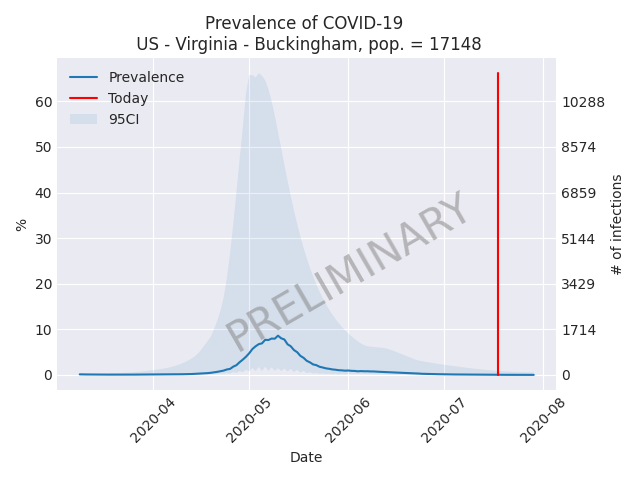 Prevalence of COVID-19
US - Virginia - Buckingham, pop. = 17148
Prevalence
Today
95CI
60
50
40
30
20
10
0
%
10288
8574
6859
5144
3429
1714
0
# of infections
PRELIMINARY
2020-04
2020-05
2020-06
2020-07
2020-08
Date